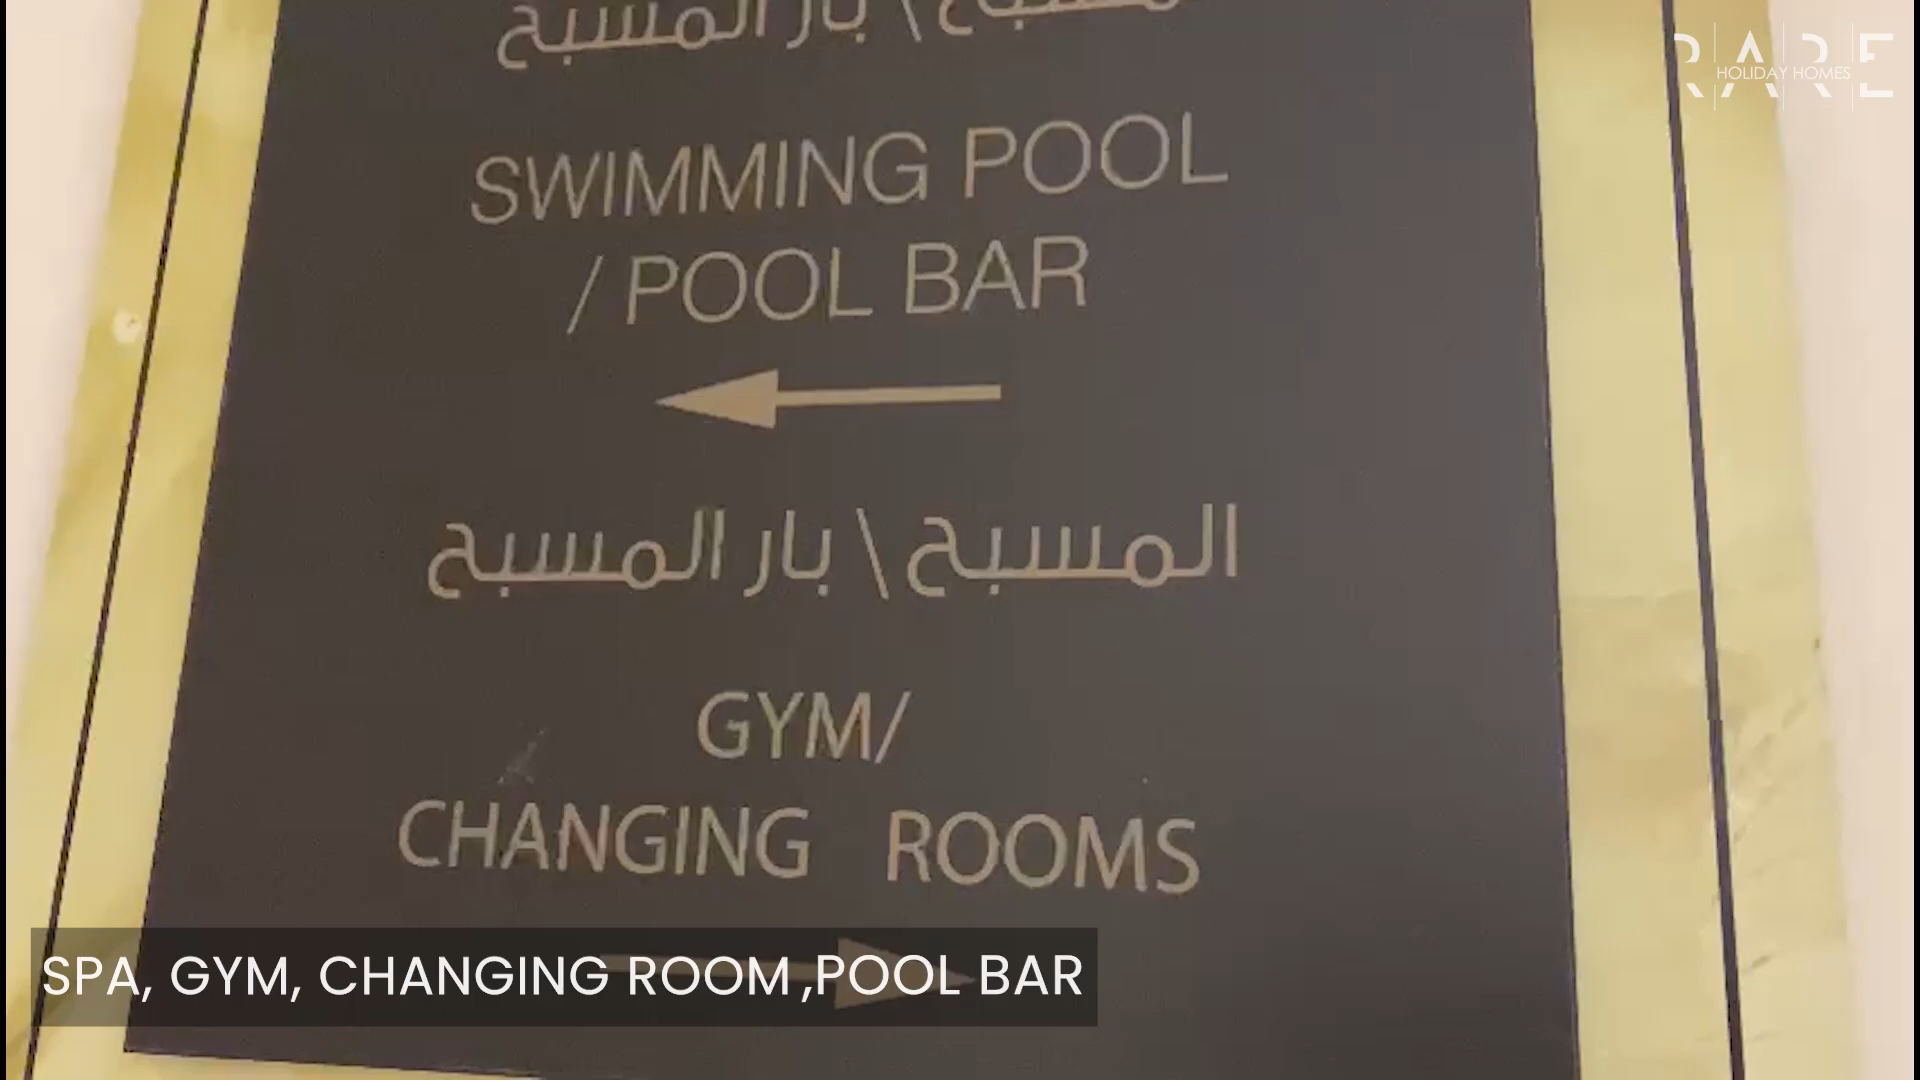 المسبح \ بار المسبح
SWIMMING POOL
/ POOL BAR
المسبح \ بار المسبح
GYM/
CHANGING ROOMS
SPA, GYM, CHANGING ROOM ,POOL BAR
RARE
HOLIDAY HOMES